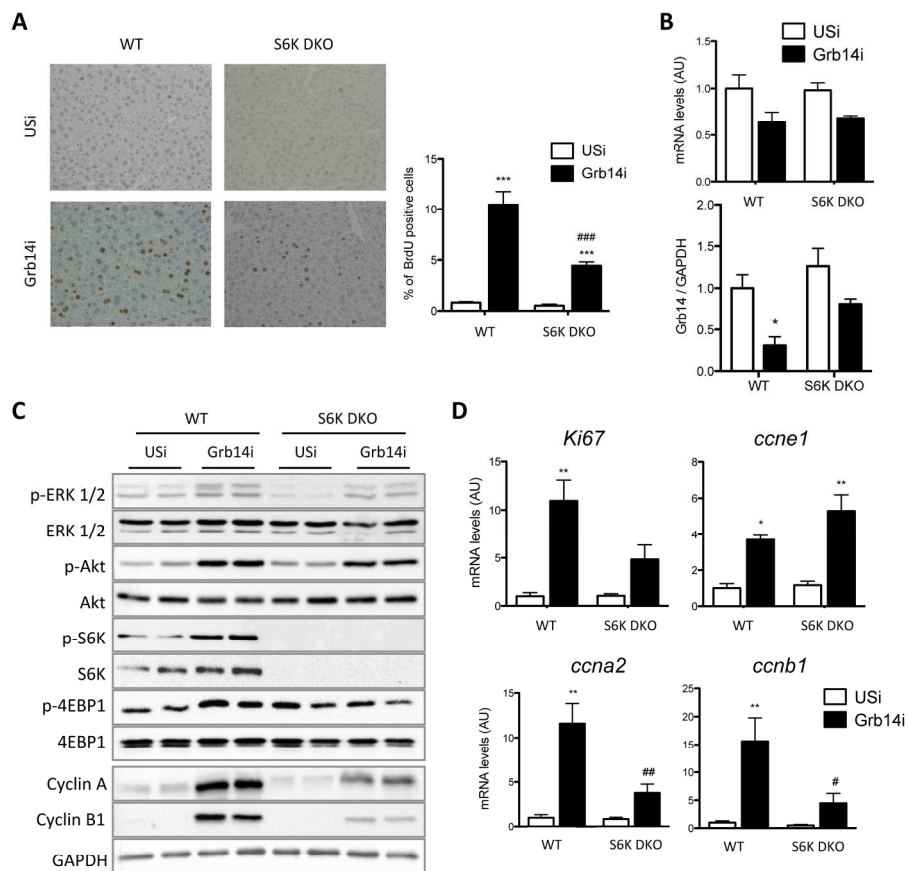 A
WT
S6K DKO
USi
Grb14i
% of BrdU positive cells
15
10
5
0
USi
Grb14i
***
###
***
WT
S6K DKO
B
mRNA levels (AU)
1.5
1.0
0.5
0.0
USi
Grb14i
WT
S6K DKO
Grb14 / GAPDH
2.0
1.5
1.0
0.5
0.0
*
WT
S6K DKO
C
WT
S6K DKO
USi
Grb14i
USi
Grb14i
p-ERK 1/2
ERK 1/2
p-Akt
Akt
p-S6K
S6K
p-4EBP1
4EBP1
Cyclin A
Cyclin B1
GAPDH
D
Ki67
mRNA levels (AU)
15
10
5
0
**
WT
S6K DKO
ccne1
8
6
4
2
0
*
**
WT
S6K DKO
ccna2
mRNA levels (AU)
15
10
5
0
**
##
WT
S6K DKO
ccnb1
25
20
15
10
5
0
**
#
USi
Grb14i
WT
S6K DKO